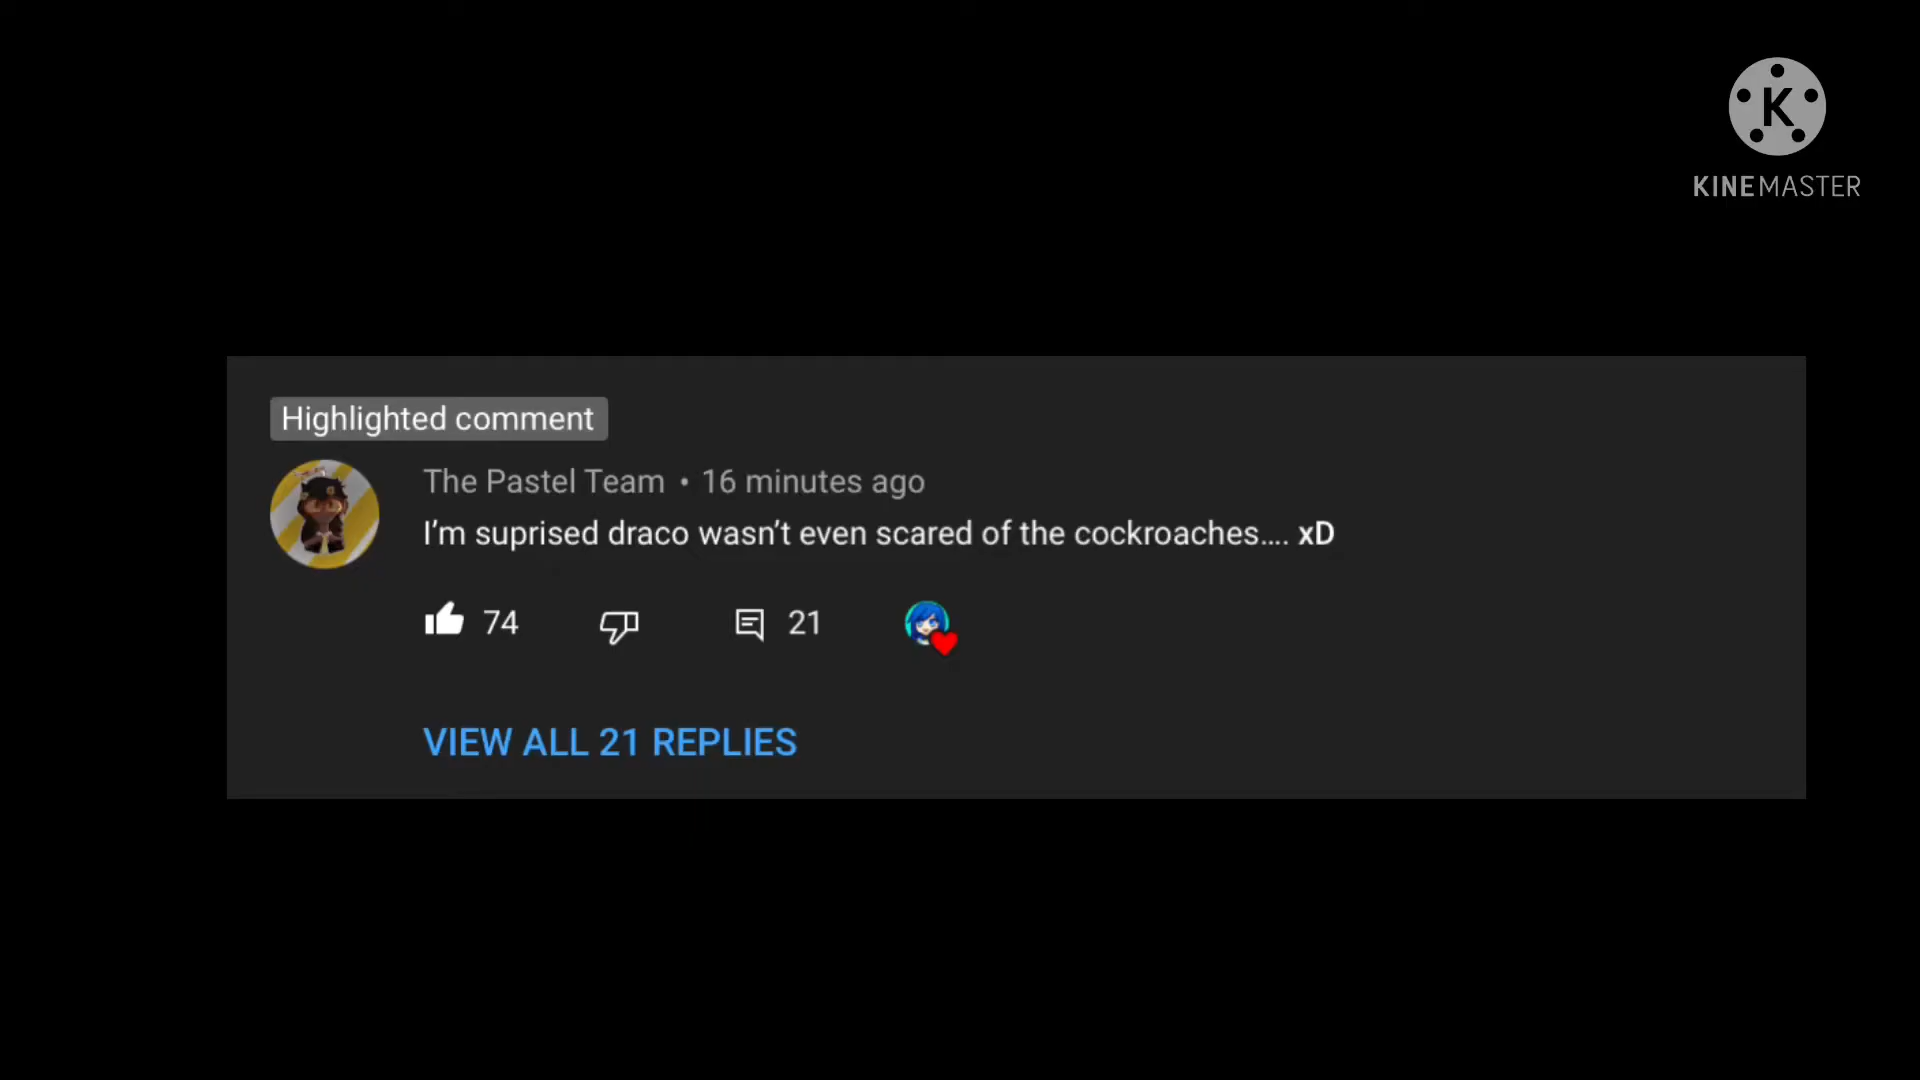 K
KINEMASTER
Highlighted comment
The Pastel Team • 16 minutes ago
I'm suprised draco wasn't even scared of the cockroaches.... xD
74 21
VIEW ALL 21 REPLIES